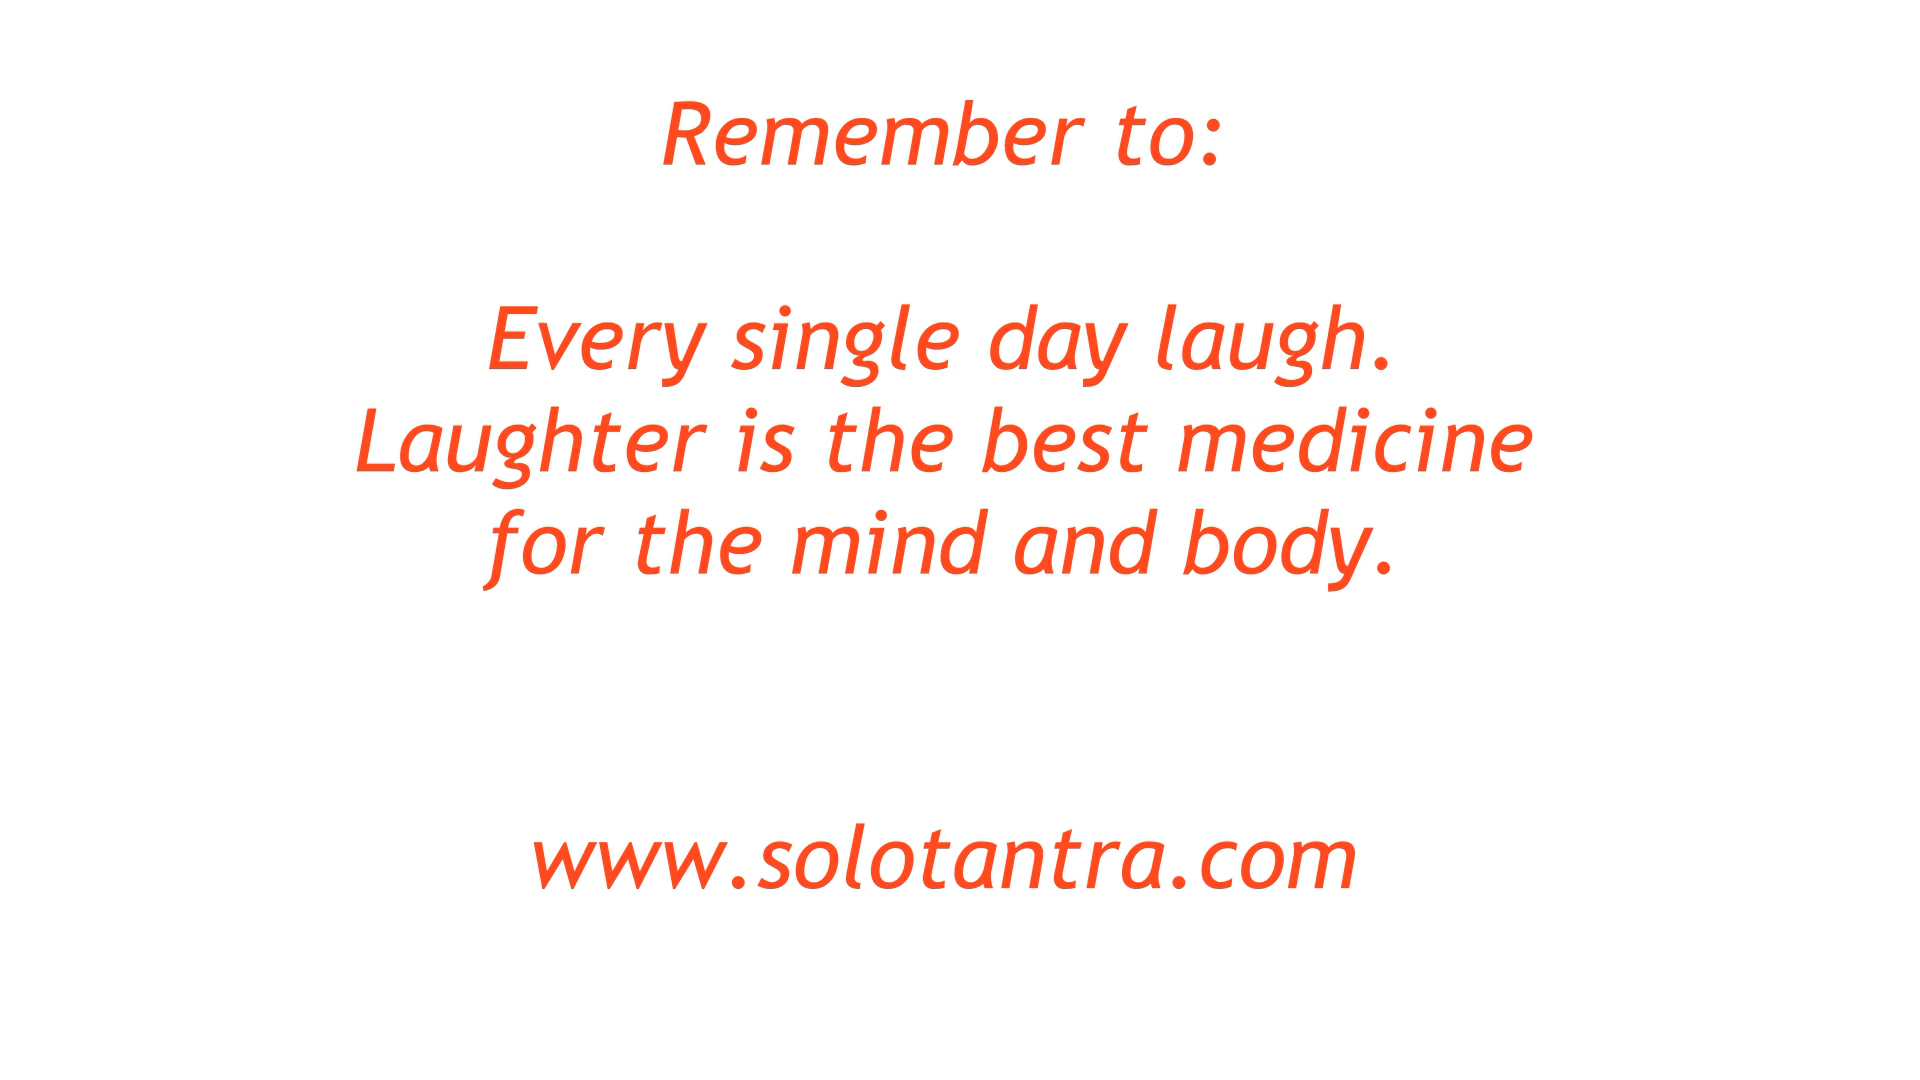 Remember to:
Every single day laugh.
Laughter is the best medicine
for the mind and body.
www.solotantra.com